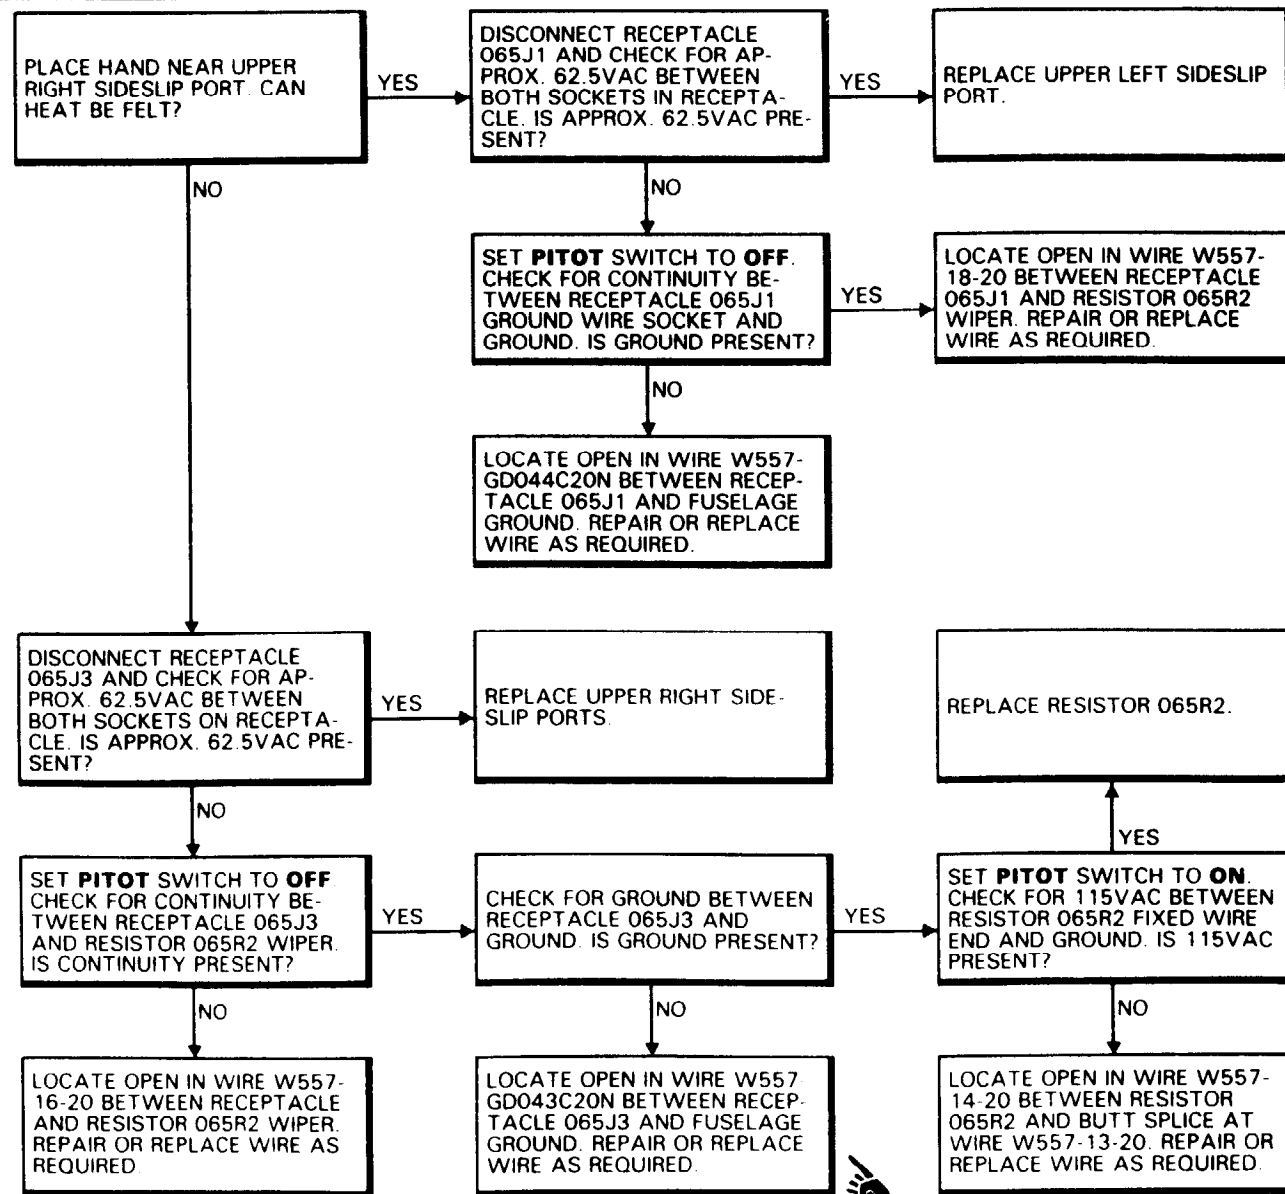 PLACE HAND NEAR UPPER
RIGHT SIDESLIP PORT. CAN
HEAT BE FELT?
YES
DISCONNECT RECEPTACLE
065J1 AND CHECK FOR AP-
PROX. 62.5VAC BETWEEN
BOTH SOCKETS IN RECEPTA-
CLE. IS APPROX. 62.5VAC PRE-
SENT?
YES
REPLACE UPPER LEFT SIDESLIP
PORT.
NO
NO
SET PITOT SWITCH TO OFF.
CHECK FOR CONTINUITY BE-
TWEEN RECEPTACLE 065J1
GROUND WIRE SOCKET AND
GROUND. IS GROUND PRESENT?
YES
LOCATE OPEN IN WIRE W557-
18-20 BETWEEN RECEPTACLE
065J1 AND RESISTOR 065R2
WIPER. REPAIR OR REPLACE
WIRE AS REQUIRED.
NO
LOCATE OPEN IN WIRE W557-
GD044C20N BETWEEN RECEP-
TACLE 065J1 AND FUSELAGE
GROUND. REPAIR OR REPLACE
WIRE AS REQUIRED.
DISCONNECT RECEPTACLE
065J3 AND CHECK FOR AP-
PROX. 62.5VAC BETWEEN
BOTH SOCKETS ON RECEPTA-
CLE. IS APPROX. 62.5VAC PRE-
SENT?
YES
REPLACE UPPER RIGHT SIDE-
SLIP PORTS.
REPLACE RESISTOR 065R2.
NO
YES
SET PITOT SWITCH TO OFF
CHECK FOR CONTINUITY BE-
TWEEN RECEPTACLE 065J3
AND RESISTOR 065R2 WIPER.
IS CONTINUITY PRESENT?
YES
CHECK FOR GROUND BETWEEN
RECEPTACLE 065J3 AND
GROUND. IS GROUND PRESENT?
YES
SET PITOT SWITCH TO ON.
CHECK FOR 115VAC BETWEEN
RESISTOR 065R2 FIXED WIRE
END AND GROUND. IS 115VAC
PRESENT?
NO
NO
NO
LOCATE OPEN IN WIRE W557-
16-20 BETWEEN RECEPTACLE
AND RESISTOR 065R2 WIPER.
REPAIR OR REPLACE WIRE AS
REQUIRED.
LOCATE OPEN IN WIRE W557
GD043C20N BETWEEN RECEP-
TACLE 065J3 AND FUSELAGE
GROUND. REPAIR OR REPLACE
WIRE AS REQUIRED.
LOCATE OPEN IN WIRE W557-
14-20 BETWEEN RESISTOR
065R2 AND BUTT SPLICE AT
WIRE W557-13-20. REPAIR OR
REPLACE WIRE AS REQUIRED.